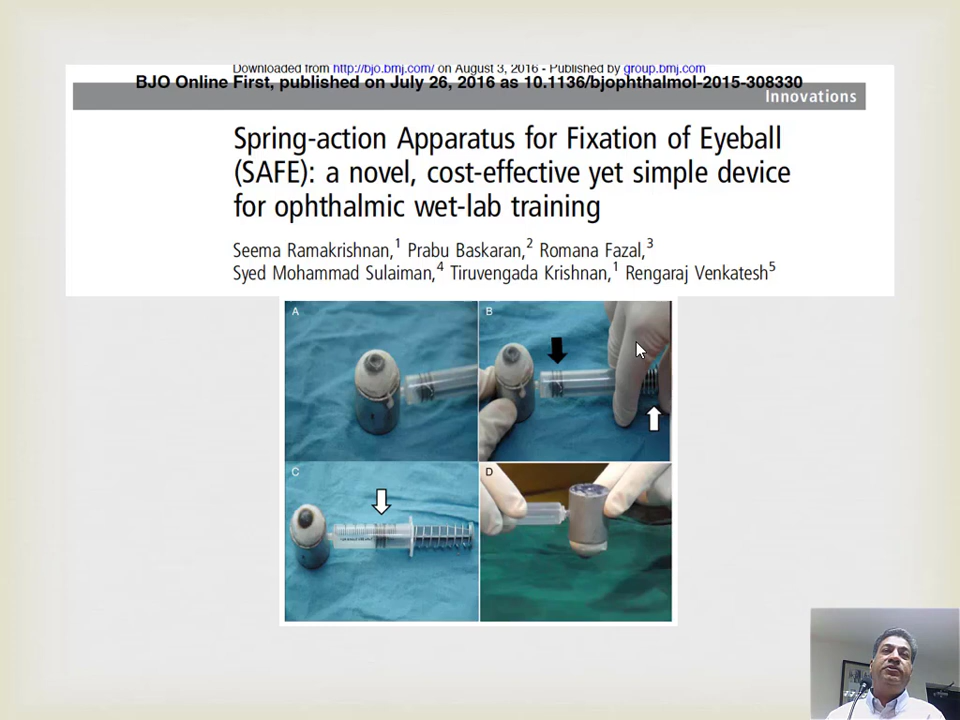 Downloaded from http://bjo.bmj.com/ on August 3, 2016 - Published by group.bmj.com
BJO Online First, published on July 26, 2016 as 10.1136/bjophthalmol-2015-308330
Innovations
Spring-action Apparatus for Fixation of Eyeball
(SAFE): a novel, cost-effective yet simple device
for ophthalmic wet-lab training
Seema Ramakrishnan,1 Prabu Baskaran,2 Romana Fazal,3
Syed Mohammad Sulaiman,4 Tiruvengada Krishnan,1 Rengaraj Venkatesh5
A
B
C
D